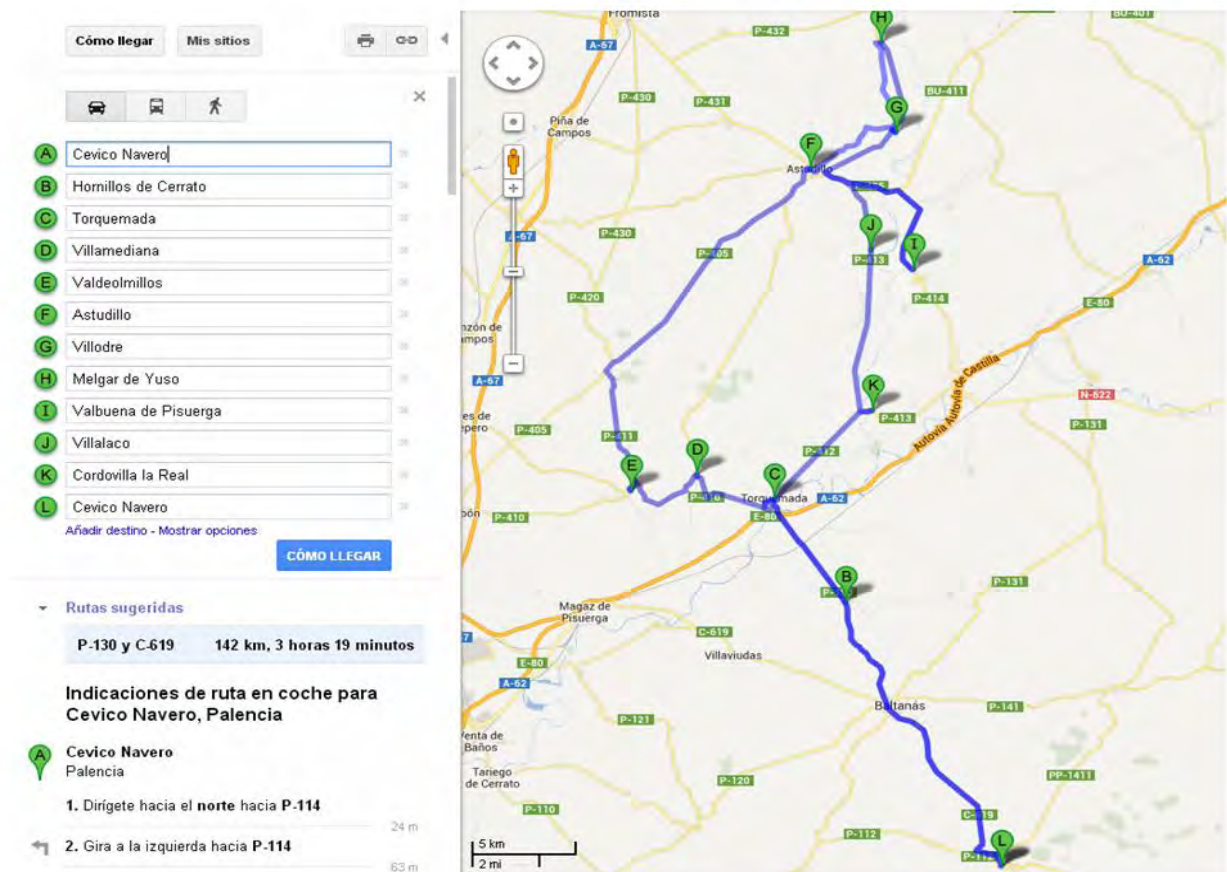 Cómo llegar
Mis sitios
A Cevico Navero
B Hornillos de Cerrato
C Torquemada
D Villamediana
E Valdeolmillos
F Astudillo
G Villodre
H Melgar de Yuso
I Valbuena de Pisuerga
J Villalaco
K Cordovilla la Real
L Cevico Navero
Añadir destino - Mostrar opciones
CÓMO LLEGAR
Rutas sugeridas
P-130 y C-619 142 km, 3 horas 19 minutos
Indicaciones de ruta en coche para
Cevico Navero, Palencia
A Cevico Navero
Palencia
1. Dirígete hacia el norte hacia P-114
24 m
2. Gira a la izquierda hacia P-114
63 m
Fromista
H
BU-401
P-432
A-67
BU-411
P-430
P-431
G
Piña de
Campos
F
Astudillo
J
I
P-430
A-67
P-405
P-413
A-62
P-420
P-414
E-80
A-67
Autovía Autovía de Castilla
K
N-622
P-405
P-411
P-413
P-131
D
E
C
P-410
Torquemada
A-62
P-410
E-80
B
P-131
Magaz de
Pisuerga
C-619
Villaviudas
E-80
A-62
Baltanás
P-141
P-121
Venta de
Baños
Tariego
de Cerrato
P-120
PP-1411
P-110
C-619
P-112
L
5 km
2 mi